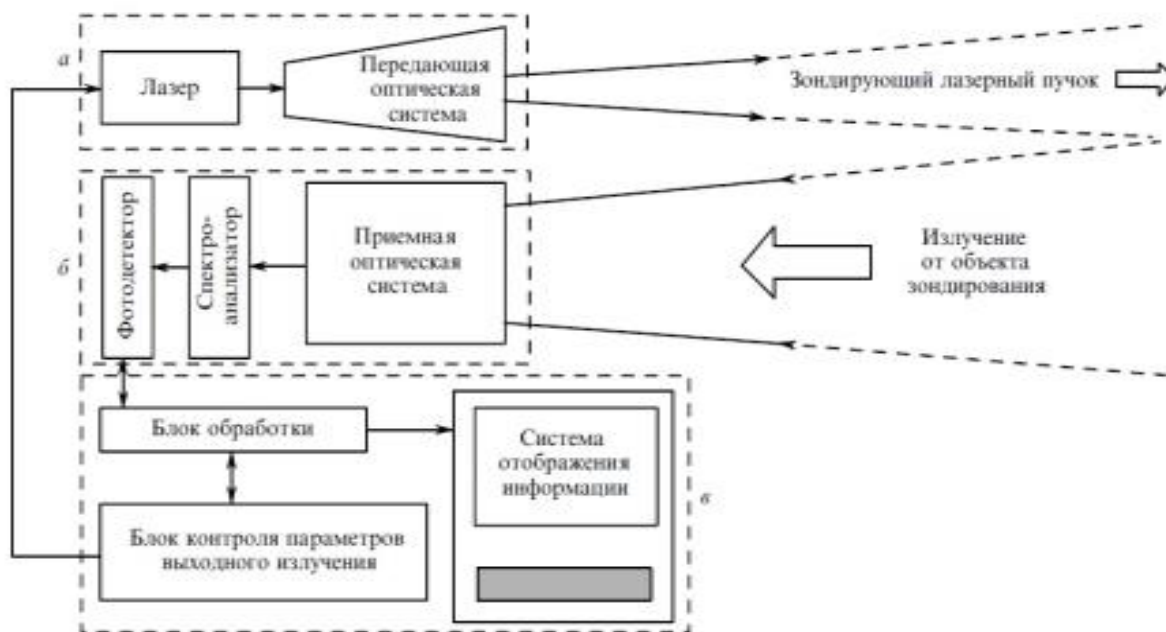 а
Лазер
Передающая
оптическая
система
Зондирующий лазерный пучок
б
Фотодетектор
Спектро-
анализатор
Приемная
оптическая
система
Излучение
от объекта
зондирования
Блок обработки
Система
отображения
информации
в
Блок контроля параметров
выходного излучения